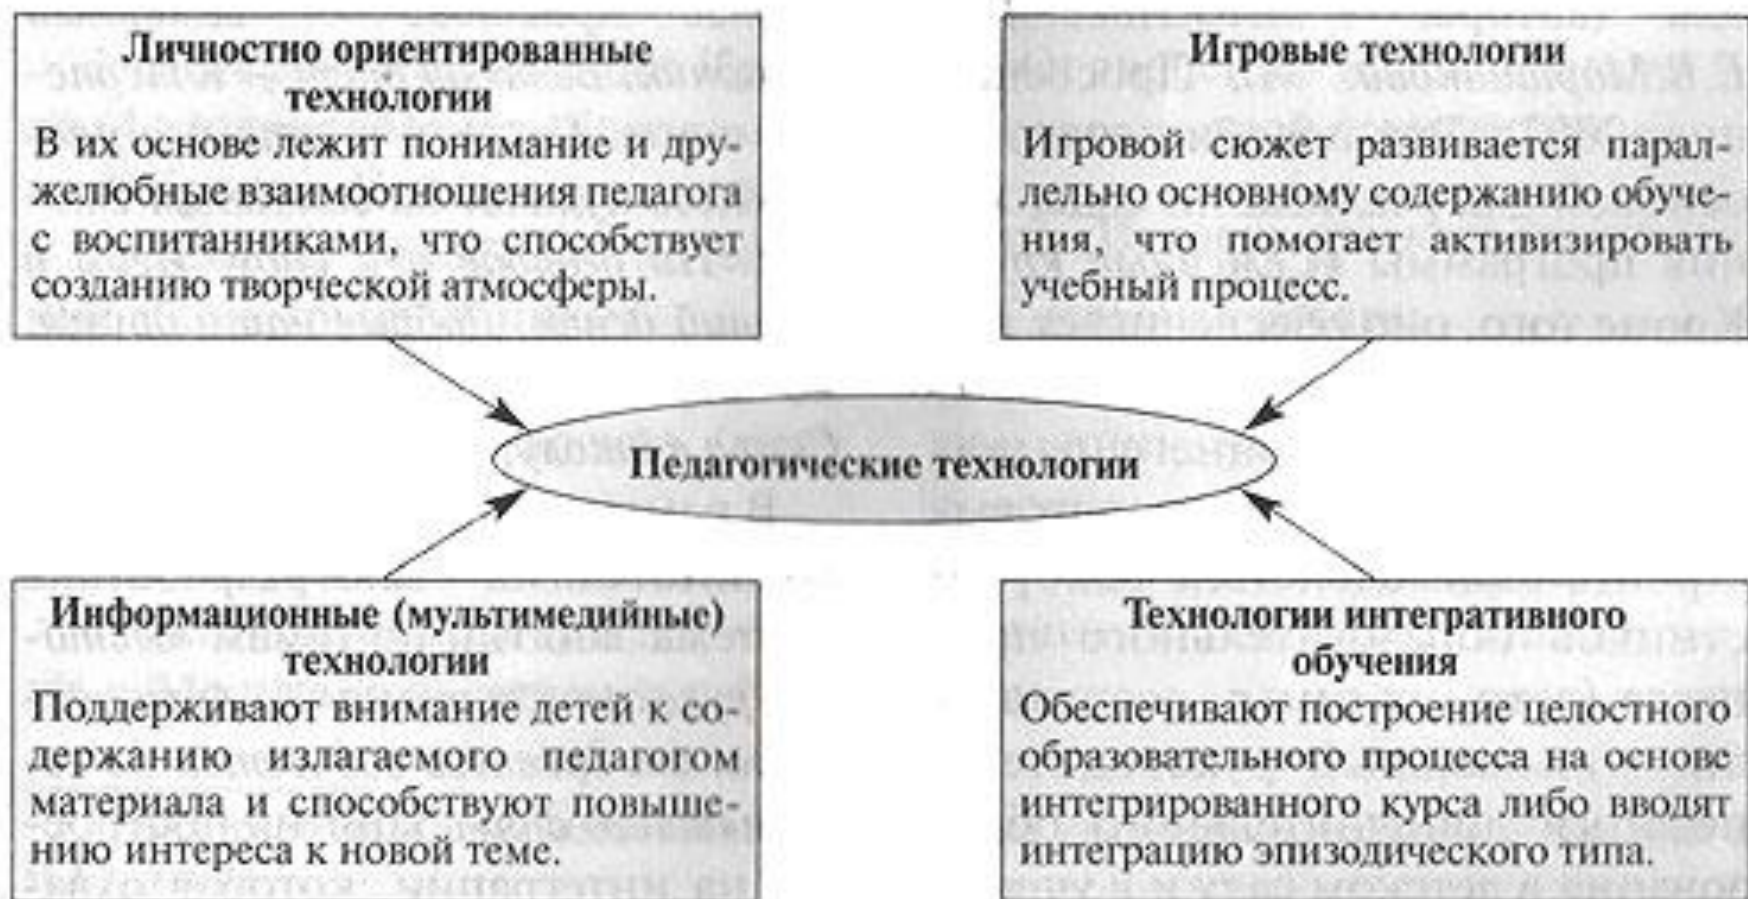 Личностно ориентированные
технологии
В их основе лежит понимание и дру-
желюбные взаимоотношения педагога
с воспитанниками, что способствует
созданию творческой атмосферы.
Игровые технологии
Игровой сюжет развивается парал-
лельно основному содержанию обуче-
ния, что помогает активизировать
учебный процесс.
Педагогические технологии
Информационные (мультимедийные)
технологии
Поддерживают внимание детей к со-
держанию излагаемого педагогом
материала и способствуют повыше-
нию интереса к новой теме.
Технологии интегративного
обучения
Обеспечивают построение целостного
образовательного процесса на основе
интегрированного курса либо вводят
интеграцию эпизодического типа.